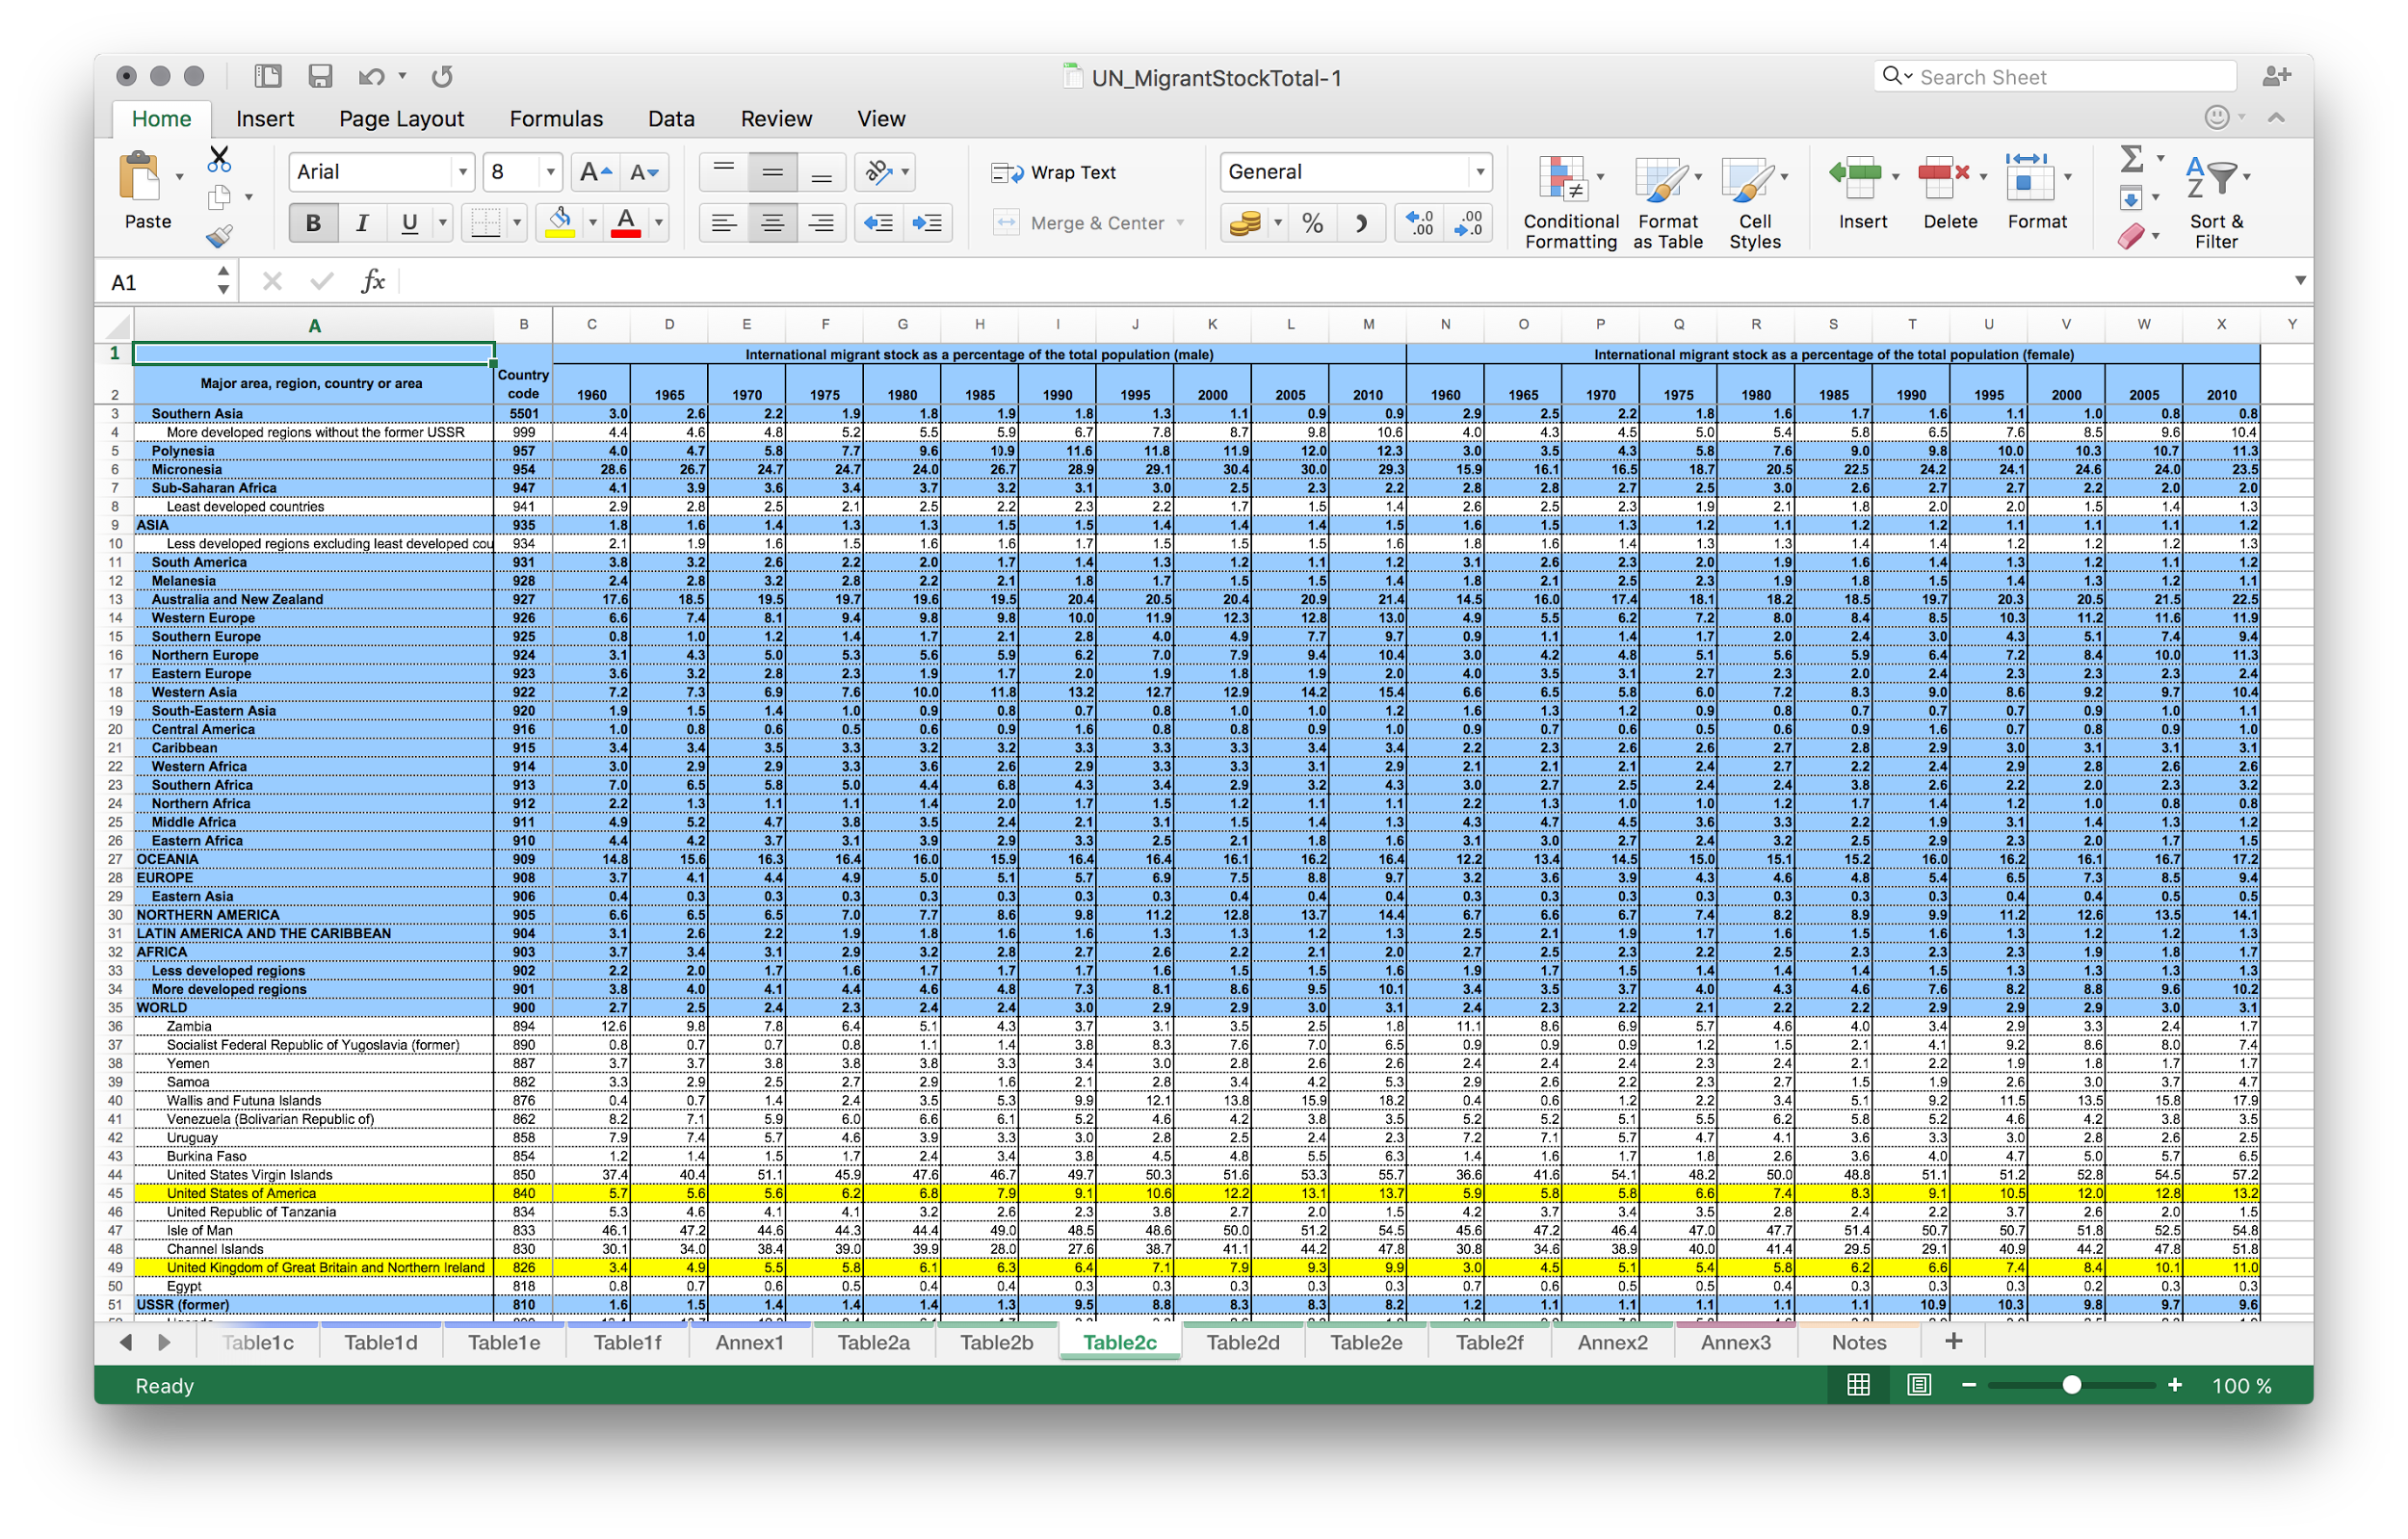 UN_MigrantStockTotal-1
Search Sheet
Home Insert Page Layout Formulas Data Review View
Paste
Arial 8
Wrap Text
Merge & Center
General
Conditional Formatting
Format as Table
Cell Styles
Insert
Delete
Format
Sort & Filter
A1 fx
A B C D E F G H I J K L M N O P Q R S T U V W X Y
1 International migrant stock as a percentage of the total population (male) International migrant stock as a percentage of the total population (female)
2 Major area, region, country or area Country code 1960 1965 1970 1975 1980 1985 1990 1995 2000 2005 2010 1960 1965 1970 1975 1980 1985 1990 1995 2000 2005 2010
3 Southern Asia 5501 3.0 2.6 2.2 1.9 1.8 1.9 1.8 1.3 1.1 0.9 0.9 2.9 2.5 2.2 1.8 1.6 1.7 1.6 1.1 1.0 0.8 0.8
4 More developed regions without the former USSR 999 4.4 4.6 4.8 5.2 5.5 5.9 6.7 7.8 8.7 9.8 10.6 4.0 4.3 4.5 5.0 5.4 5.8 6.5 7.6 8.5 9.6 10.4
5 Polynesia 957 4.0 4.7 5.8 7.7 9.6 10.9 11.6 11.8 11.9 12.0 12.3 3.0 3.5 4.3 5.8 7.6 9.0 9.8 10.0 10.3 10.7 11.3
6 Micronesia 954 28.6 26.7 24.7 24.7 24.0 26.7 28.9 29.1 30.4 30.0 29.3 15.9 16.1 16.5 18.7 20.5 22.5 24.2 24.1 24.6 24.0 23.5
7 Sub-Saharan Africa 947 4.1 3.9 3.6 3.4 3.7 3.2 3.1 3.0 2.5 2.3 2.2 2.8 2.8 2.7 2.5 3.0 2.6 2.7 2.7 2.2 2.0 2.0
8 Least developed countries 941 2.9 2.8 2.5 2.1 2.5 2.2 2.3 2.2 1.7 1.5 1.4 2.6 2.5 2.3 1.9 2.1 1.8 2.0 2.0 1.5 1.4 1.3
9 ASIA 935 1.8 1.6 1.4 1.3 1.3 1.5 1.5 1.4 1.4 1.4 1.5 1.6 1.5 1.3 1.2 1.1 1.2 1.2 1.1 1.1 1.1 1.2
10 Less developed regions excluding least developed cou 934 2.1 1.9 1.6 1.5 1.6 1.6 1.7 1.5 1.5 1.5 1.6 1.8 1.6 1.4 1.3 1.3 1.4 1.4 1.2 1.2 1.2 1.3
11 South America 931 3.8 3.2 2.6 2.2 2.0 1.7 1.4 1.3 1.2 1.1 1.2 3.1 2.6 2.3 2.0 1.9 1.6 1.4 1.3 1.2 1.1 1.2
12 Melanesia 928 2.4 2.8 3.2 2.8 2.2 2.1 1.8 1.7 1.5 1.5 1.4 1.8 2.1 2.5 2.3 1.9 1.8 1.5 1.4 1.3 1.2 1.1
13 Australia and New Zealand 927 17.6 18.5 19.5 19.7 19.6 19.5 20.4 20.5 20.4 20.9 21.4 14.5 16.0 17.4 18.1 18.2 18.5 19.7 20.3 20.5 21.5 22.5
14 Western Europe 926 6.6 7.4 8.1 9.4 9.8 9.8 10.0 11.9 12.3 12.8 13.0 4.9 5.5 6.2 7.2 8.0 8.4 8.5 10.3 11.2 11.6 11.9
15 Southern Europe 925 0.8 1.0 1.2 1.4 1.7 2.1 2.8 4.0 4.9 7.7 9.7 0.9 1.1 1.4 1.7 2.0 2.4 3.0 4.3 5.1 7.4 9.4
16 Northern Europe 924 3.1 4.3 5.0 5.3 5.6 5.9 6.2 7.0 7.9 9.4 10.4 3.0 4.2 4.8 5.1 5.6 5.9 6.4 7.2 8.4 10.0 11.3
17 Eastern Europe 923 3.6 3.2 2.8 2.3 1.9 1.7 2.0 1.9 1.8 1.9 2.0 4.0 3.5 3.1 2.7 2.3 2.0 2.4 2.3 2.3 2.3 2.4
18 Western Asia 922 7.2 7.3 6.9 7.6 10.0 11.8 13.2 12.7 12.9 14.2 15.4 6.6 6.5 5.8 6.0 7.2 8.3 9.0 8.6 9.2 9.7 10.4
19 South-Eastern Asia 920 1.9 1.5 1.4 1.0 0.9 0.8 0.7 0.8 1.0 1.0 1.2 1.6 1.3 1.2 0.9 0.8 0.7 0.7 0.7 0.9 1.0 1.1
20 Central America 916 1.0 0.8 0.6 0.5 0.6 0.9 1.6 0.8 0.8 0.9 1.0 0.9 0.7 0.6 0.5 0.6 0.9 1.6 0.7 0.8 0.9 1.0
21 Caribbean 915 3.4 3.4 3.5 3.3 3.2 3.2 3.3 3.3 3.3 3.4 3.4 2.2 2.3 2.6 2.6 2.7 2.8 2.9 3.0 3.1 3.1 3.1
22 Western Africa 914 3.0 2.9 2.9 3.3 3.6 2.6 2.9 3.3 3.3 3.1 2.9 2.1 2.1 2.1 2.4 2.7 2.2 2.4 2.9 2.8 2.6 2.6
23 Southern Africa 913 7.0 6.5 5.8 5.0 4.4 6.8 4.3 3.4 2.9 3.2 4.3 3.0 2.7 2.5 2.4 2.4 3.8 2.6 2.2 2.0 2.3 3.2
24 Northern Africa 912 2.2 1.3 1.1 1.1 1.4 2.0 1.7 1.5 1.2 1.1 1.1 2.2 1.3 1.0 1.0 1.2 1.7 1.4 1.2 1.0 0.8 0.8
25 Middle Africa 911 4.9 5.2 4.7 3.8 3.5 2.4 2.1 3.1 1.5 1.4 1.3 4.3 4.7 4.5 3.6 3.3 2.2 1.9 3.1 1.4 1.3 1.2
26 Eastern Africa 910 4.4 4.2 3.7 3.1 3.9 2.9 3.3 2.5 2.1 1.8 1.6 3.1 3.0 2.7 2.4 3.2 2.5 2.9 2.3 2.0 1.7 1.5
27 OCEANIA 909 14.8 15.6 16.3 16.4 16.0 15.9 16.4 16.4 16.1 16.2 16.4 12.2 13.4 14.5 15.0 15.1 15.2 16.0 16.2 16.1 16.7 17.2
28 EUROPE 908 3.7 4.1 4.4 4.9 5.0 5.1 5.7 6.9 7.5 8.8 9.7 3.2 3.6 3.9 4.3 4.6 4.8 5.4 6.5 7.3 8.5 9.4
29 Eastern Asia 906 0.4 0.3 0.3 0.3 0.3 0.3 0.3 0.3 0.4 0.4 0.4 0.3 0.3 0.3 0.3 0.3 0.3 0.3 0.4 0.4 0.5 0.5
30 NORTHERN AMERICA 905 6.6 6.5 6.5 7.0 7.7 8.6 9.8 11.2 12.8 13.7 14.4 6.7 6.6 6.7 7.4 8.2 8.9 9.9 11.2 12.6 13.5 14.1
31 LATIN AMERICA AND THE CARIBBEAN 904 3.1 2.6 2.2 1.9 1.8 1.6 1.6 1.3 1.3 1.2 1.3 2.5 2.1 1.9 1.7 1.6 1.5 1.6 1.3 1.2 1.2 1.3
32 AFRICA 903 3.7 3.4 3.1 2.9 3.2 2.8 2.7 2.6 2.2 2.1 2.0 2.7 2.5 2.3 2.2 2.5 2.3 2.3 2.3 1.9 1.8 1.7
33 Less developed regions 902 2.2 2.0 1.7 1.6 1.7 1.7 1.7 1.6 1.5 1.5 1.6 1.9 1.7 1.5 1.4 1.4 1.4 1.5 1.3 1.3 1.3 1.3
34 More developed regions 901 3.8 4.0 4.1 4.4 4.6 4.8 7.3 8.1 8.6 9.5 10.1 3.4 3.5 3.7 4.0 4.3 4.6 7.6 8.2 8.8 9.6 10.2
35 WORLD 900 2.7 2.5 2.4 2.3 2.4 2.4 3.0 2.9 2.9 3.0 3.1 2.4 2.3 2.2 2.1 2.2 2.2 2.9 2.9 2.9 3.0 3.1
36 Zambia 894 12.6 9.8 7.8 6.4 5.1 4.3 3.7 3.1 3.5 2.5 1.8 11.1 8.6 6.9 5.7 4.6 4.0 3.4 2.9 3.3 2.4 1.7
37 Socialist Federal Republic of Yugoslavia (former) 890 0.8 0.7 0.7 0.8 1.1 1.4 3.8 8.3 7.6 7.0 6.5 0.9 0.9 0.9 1.2 1.5 2.1 4.1 9.2 8.6 8.0 7.4
38 Yemen 887 3.7 3.7 3.8 3.8 3.8 3.3 3.4 3.0 2.8 2.6 2.6 2.4 2.4 2.4 2.3 2.4 2.1 2.2 1.9 1.8 1.7 1.7
39 Samoa 882 3.3 2.9 2.5 2.7 2.9 1.6 2.1 2.8 3.4 4.2 5.3 2.9 2.6 2.2 2.3 2.7 1.5 1.9 2.6 3.0 3.7 4.7
40 Wallis and Futuna Islands 876 0.4 0.7 1.4 2.4 3.5 5.3 9.9 12.1 13.8 15.9 18.2 0.4 0.6 1.2 2.2 3.4 5.1 9.2 11.5 13.5 15.8 17.9
41 Venezuela (Bolivarian Republic of) 862 8.2 7.1 5.9 6.0 6.6 6.1 5.2 4.6 4.2 3.8 3.5 5.2 5.2 5.1 5.5 6.2 5.8 5.2 4.6 4.2 3.8 3.5
42 Uruguay 858 7.9 7.4 5.7 4.6 3.9 3.3 3.0 2.8 2.5 2.4 2.3 7.2 7.1 5.7 4.7 4.1 3.6 3.3 3.0 2.8 2.6 2.5
43 Burkina Faso 854 1.2 1.4 1.5 1.7 2.4 3.4 3.8 4.5 4.8 5.5 6.3 1.4 1.6 1.7 1.8 2.6 3.6 4.0 4.7 5.0 5.7 6.5
44 United States Virgin Islands 850 37.4 40.4 51.1 45.9 47.6 46.7 49.7 50.3 51.6 53.3 55.7 36.6 41.6 54.1 48.2 50.0 48.8 51.1 51.2 52.8 54.5 57.2
45 United States of America 840 5.7 5.6 5.6 6.2 6.8 7.9 9.1 10.6 12.2 13.1 13.7 5.9 5.8 5.8 6.6 7.4 8.3 9.1 10.5 12.0 12.8 13.2
46 United Republic of Tanzania 834 5.3 4.6 4.1 4.1 3.2 2.6 2.3 3.8 2.7 2.0 1.5 4.2 3.7 3.4 3.5 2.8 2.4 2.2 3.7 2.6 2.0 1.5
47 Isle of Man 833 46.1 47.2 44.6 44.3 44.4 49.0 48.5 48.6 50.0 51.2 54.5 45.6 47.2 46.4 47.0 47.7 51.4 50.7 50.7 51.8 52.5 54.8
48 Channel Islands 830 30.1 34.0 38.4 39.0 39.9 28.0 27.6 38.7 41.1 44.2 47.8 30.8 34.6 38.9 40.0 41.4 29.5 29.1 40.9 44.2 47.8 51.8
49 United Kingdom of Great Britain and Northern Ireland 826 3.4 4.9 5.5 5.8 6.1 6.3 6.4 7.1 7.9 9.3 9.9 3.0 4.5 5.1 5.4 5.8 6.2 6.6 7.4 8.4 10.1 11.0
50 Egypt 818 0.8 0.7 0.6 0.5 0.4 0.4 0.3 0.3 0.3 0.3 0.3 0.7 0.6 0.5 0.5 0.4 0.3 0.3 0.3 0.2 0.3 0.3
51 USSR (former) 810 1.6 1.5 1.4 1.4 1.4 1.3 9.5 8.8 8.3 8.3 8.2 1.2 1.1 1.1 1.1 1.1 1.1 10.9 10.3 9.8 9.7 9.6
Table1c Table1d Table1e Table1f Annex1 Table2a Table2b Table2c Table2d Table2e Table2f Annex2 Annex3 Notes +
Ready 100 %